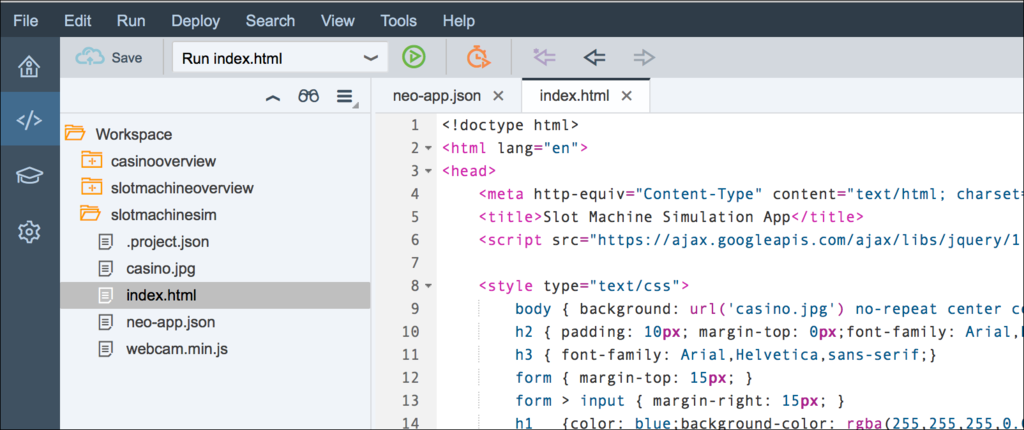 File Edit Run Deploy Search View Tools Help
Save Run index.html
neo-app.json index.html
Workspace
casinooverview
slotmachineoverview
slotmachinesim
.project.json
casino.jpg
index.html
neo-app.json
webcam.min.js
1 <!doctype html>
2 <html lang="en">
3 <head>
4 <meta http-equiv="Content-Type" content="text/html; charset=
5 <title>Slot Machine Simulation App</title>
6 <script src="https://ajax.googleapis.com/ajax/libs/jquery/1
7
8 <style type="text/css">
9 body { background: url('casino.jpg') no-repeat center c
10 h2 { padding: 10px; margin-top: 0px;font-family: Arial,
11 h3 { font-family: Arial,Helvetica,sans-serif;}
12 form { margin-top: 15px; }
13 form > input { margin-right: 15px; }
14 h1 {color: blue;background-color: rgba(255,255,255,0.